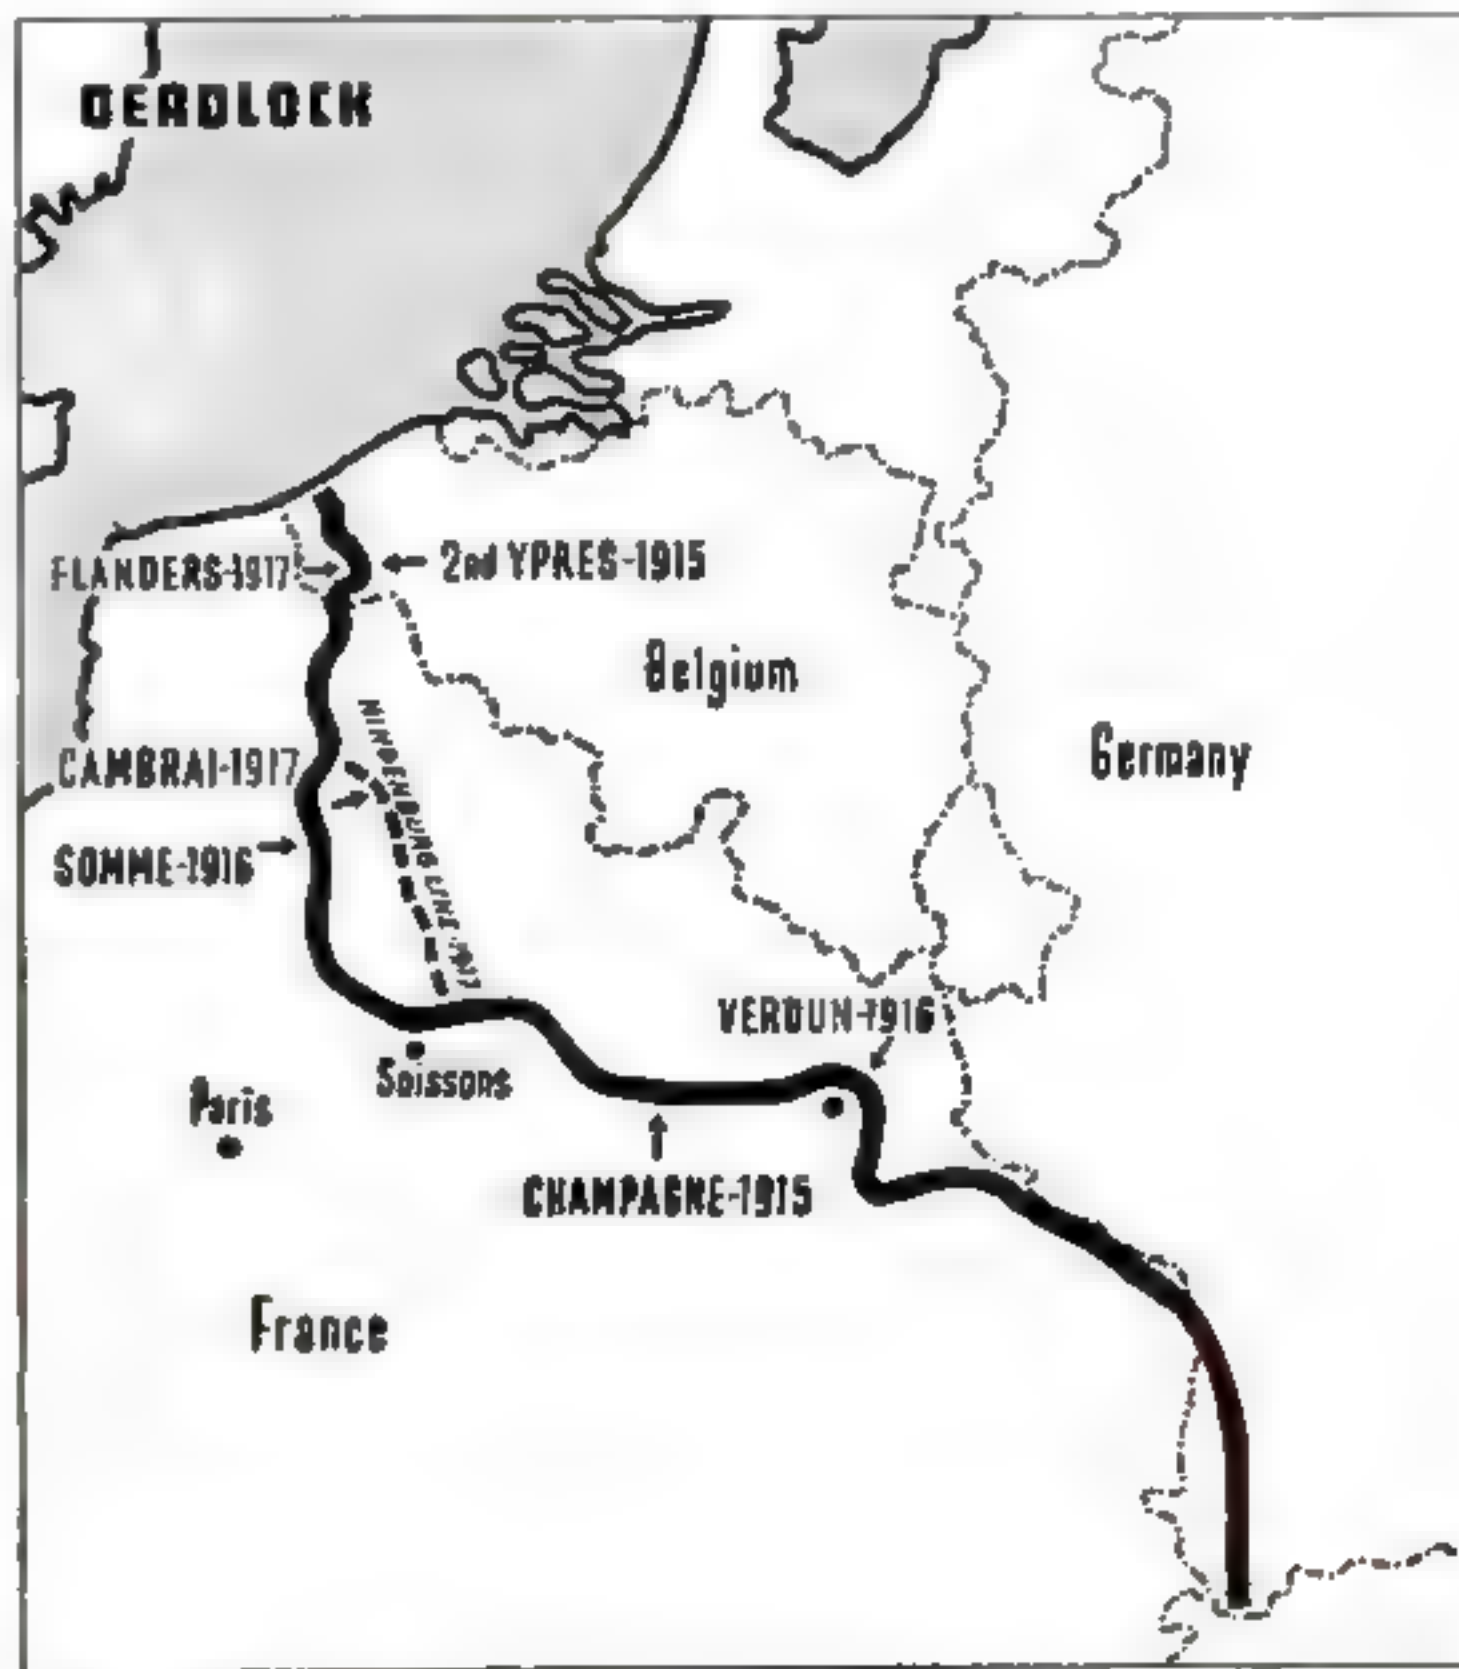 DEADLOCK
FLANDERS-1917
2nd YPRES-1915
Belgium
HINDENBURG LINE-1917
Germany
CAMBRAI-1917
SOMME-1916
VERDUN-1916
Soissons
Paris
CHAMPAGNE-1915
France